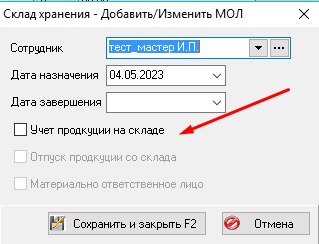 Склад хранения - Добавить/Изменить МОЛ
Сотрудник тест_мастер И.П.
Дата назначения 04.05.2023
Дата завершения
Учет продкуции на складе
Отпуск продкуции со склада
Материально ответственное лицо
Сохранить и закрыть F2 Отмена